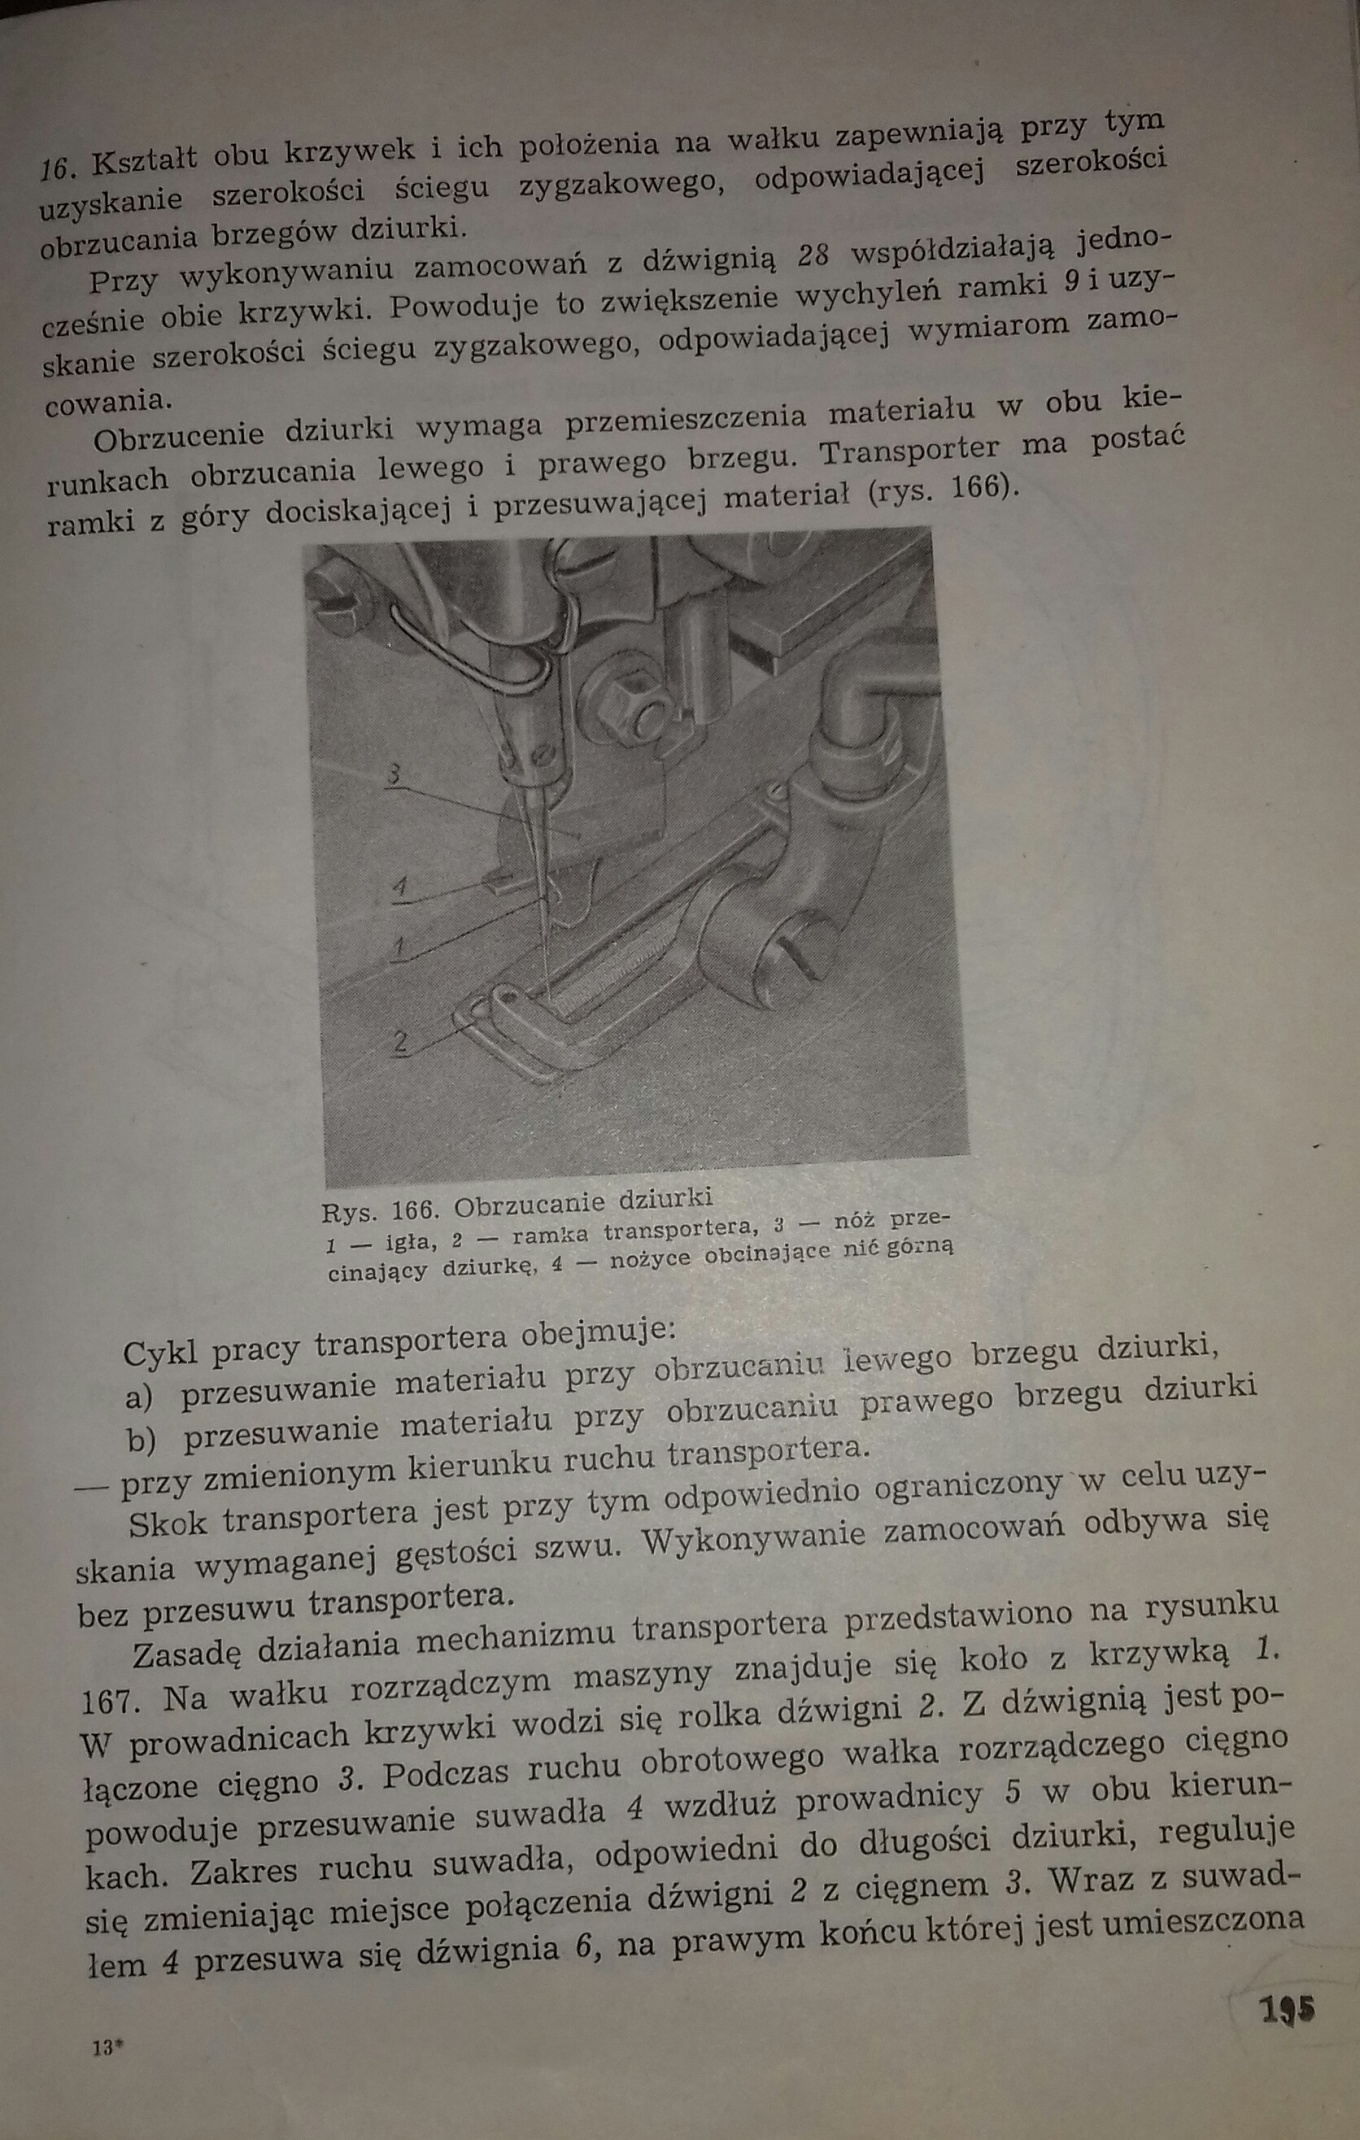 16. Kształt obu krzywek i ich położenia na wałku zapewniają przy tym
uzyskanie szerokości ściegu zygzakowego, odpowiadającej szerokości
obrzucania brzegów dziurki.
Przy wykonywaniu zamocowań z dźwignią 28 współdziałają jedno-
cześnie obie krzywki. Powoduje to zwiększenie wychyleń ramki 9 i uzy-
skanie szerokości ściegu zygzakowego, odpowiadającej wymiarom zamo-
cowania.
Obrzucenie dziurki wymaga przemieszczenia materiału w obu kie-
runkach obrzucania lewego i prawego brzegu. Transporter ma postać
ramki z góry dociskającej i przesuwającej materiał (rys. 166).
3
4
1
2
Rys. 166. Obrzucanie dziurki
1 — igła, 2 — ramka transportera, 3 — nóż prze-
cinający dziurkę, 4 — nożyce obcinające nić górną
Cykl pracy transportera obejmuje:
a) przesuwanie materiału przy obrzucaniu lewego brzegu dziurki,
b) przesuwanie materiału przy obrzucaniu prawego brzegu dziurki
— przy zmienionym kierunku ruchu transportera.
Skok transportera jest przy tym odpowiednio ograniczony w celu uzy-
skania wymaganej gęstości szwu. Wykonywanie zamocowań odbywa się
bez przesuwu transportera.
Zasadę działania mechanizmu transportera przedstawiono na rysunku
167. Na wałku rozrządczym maszyny znajduje się koło z krzywką 1.
W prowadnicach krzywki wodzi się rolka dźwigni 2. Z dźwignią jest po-
łączone cięgno 3. Podczas ruchu obrotowego wałka rozrządczego cięgno
powoduje przesuwanie suwadła 4 wzdłuż prowadnicy 5 w obu kierun-
kach. Zakres ruchu suwadła, odpowiedni do długości dziurki, reguluje
się zmieniając miejsce połączenia dźwigni 2 z cięgnem 3. Wraz z suwad-
łem 4 przesuwa się dźwignia 6, na prawym końcu której jest umieszczona
195
13*